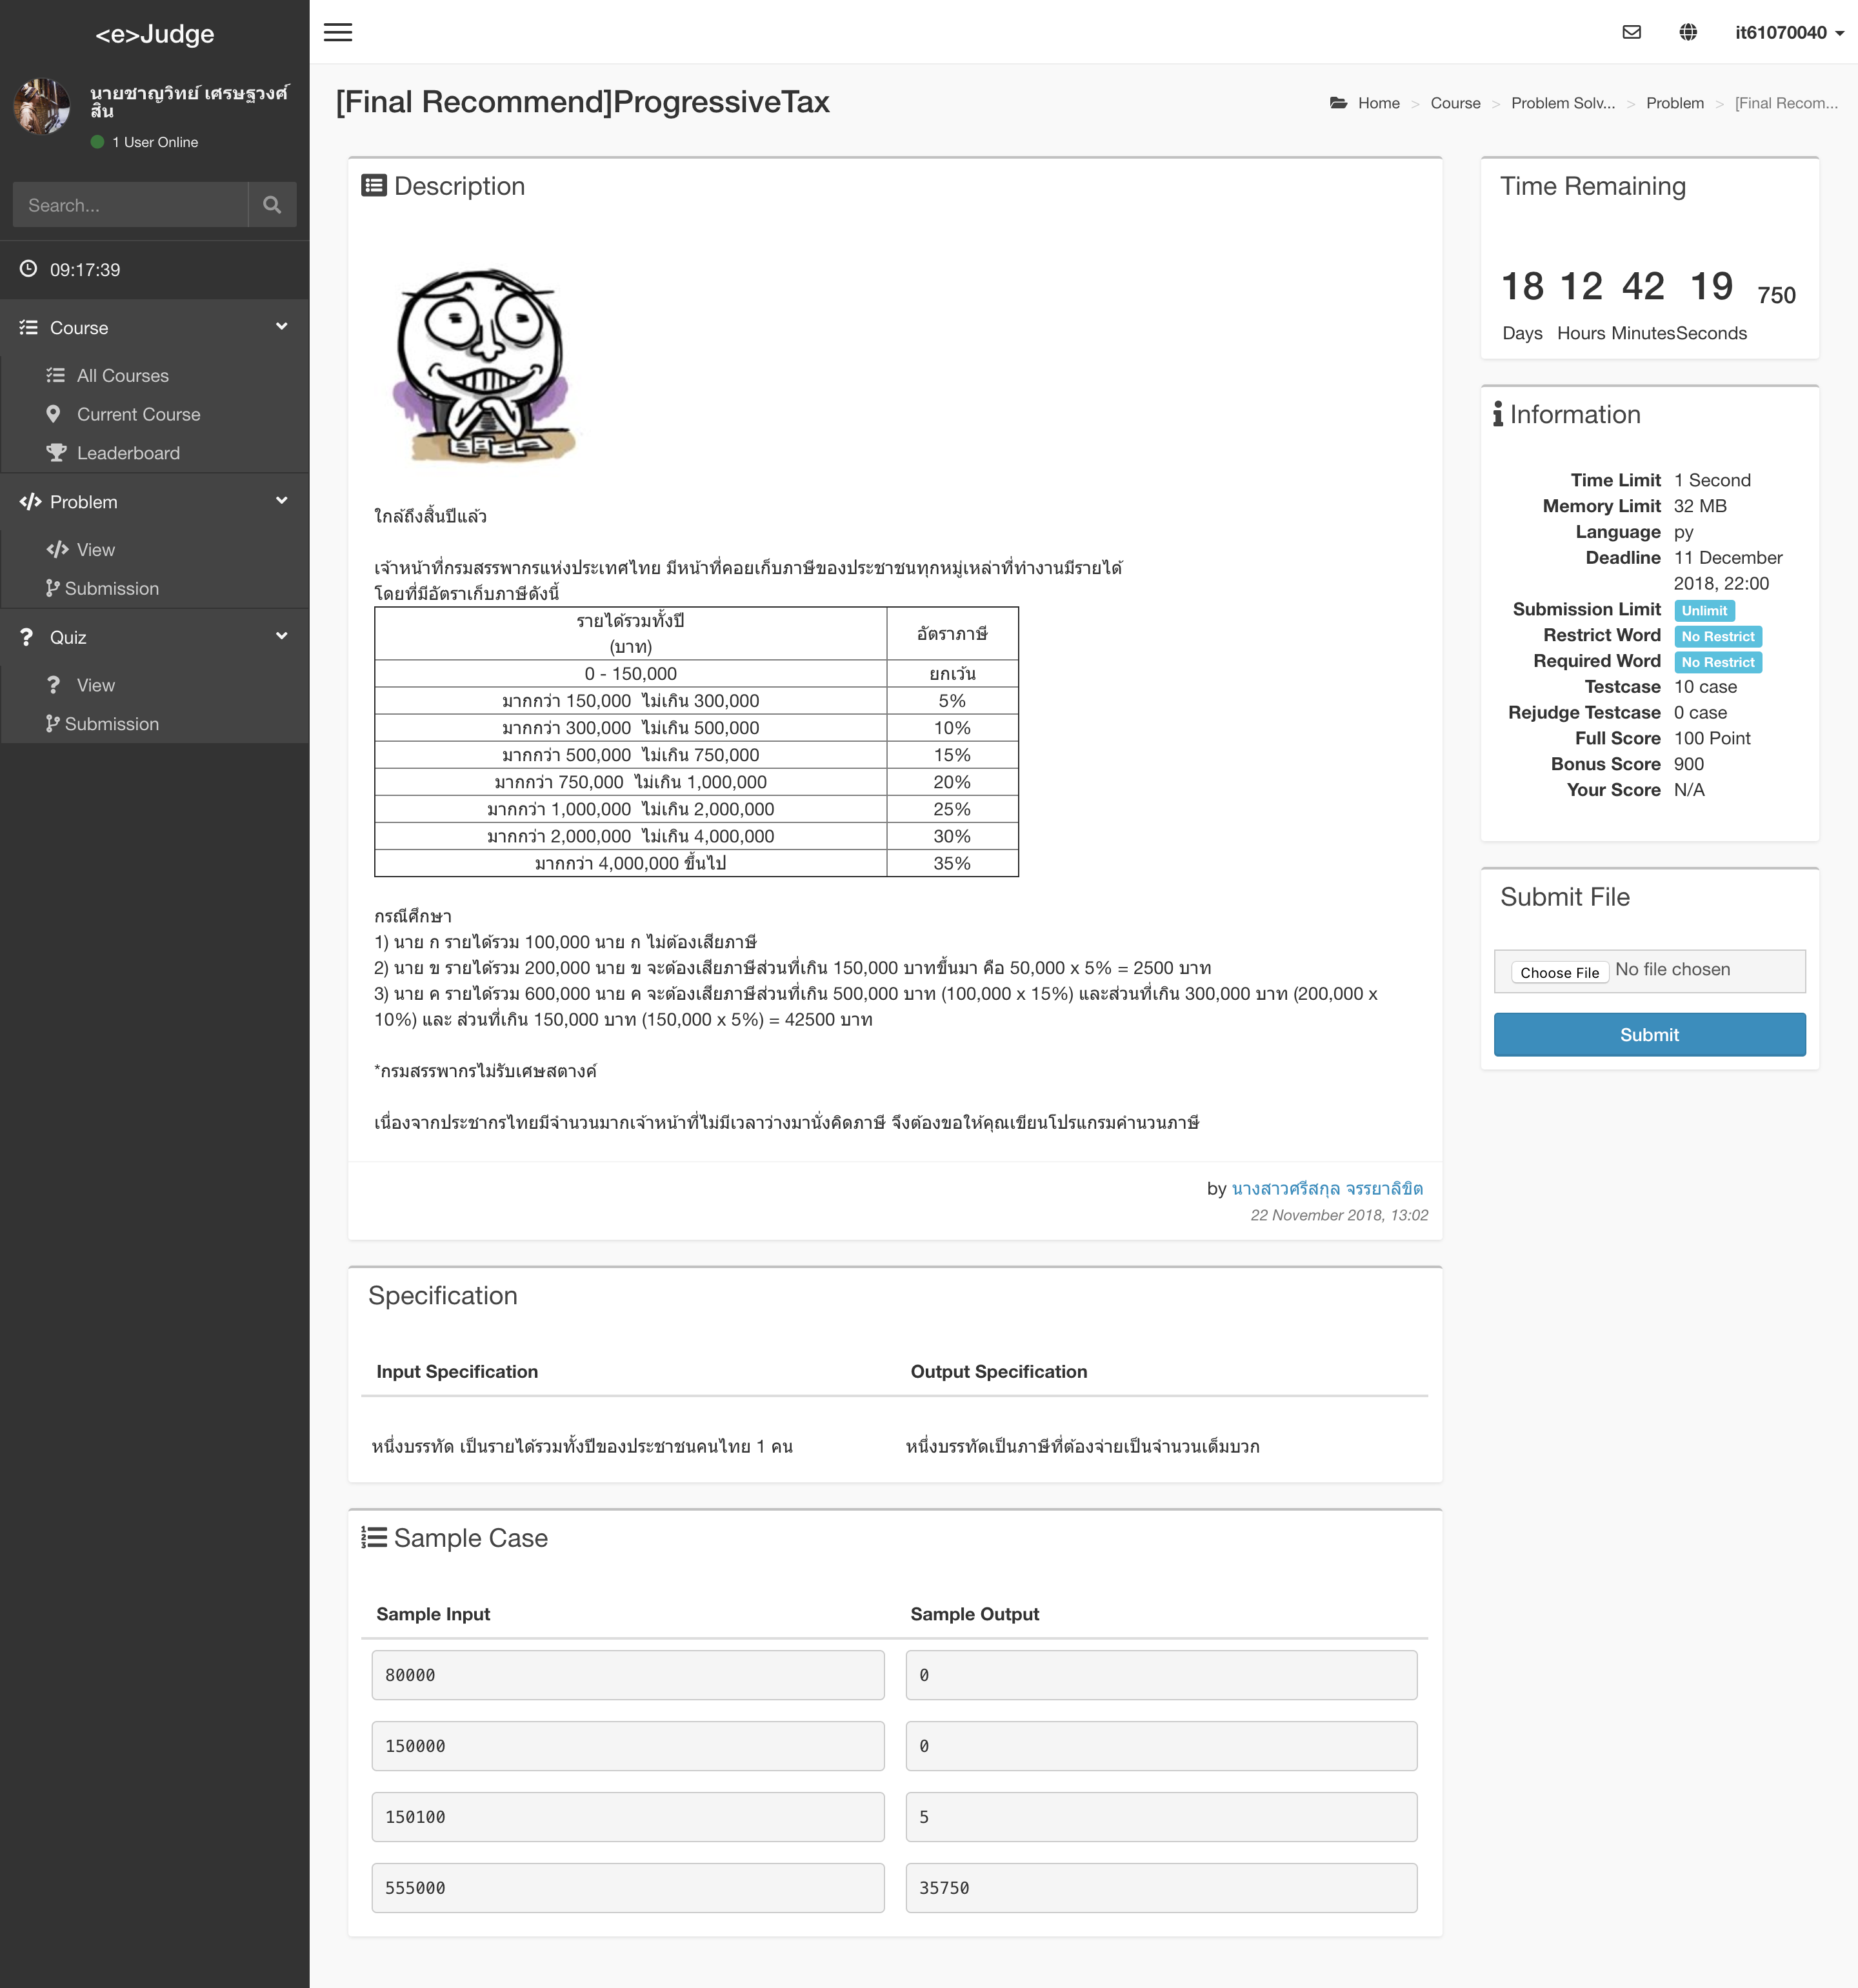 <e>Judge
นายชาญวิทย์ เศรษฐวงศ์
สิน
1 User Online
Search...
09:17:39
Course
All Courses
Current Course
Leaderboard
Problem
View
Submission
Quiz
View
Submission
it61070040
[Final Recommend]ProgressiveTax
Home > Course > Problem Solv... > Problem > [Final Recom...
Description
ใกล้ถึงสิ้นปีแล้ว
เจ้าหน้าที่กรมสรรพากรแห่งประเทศไทย มีหน้าที่คอยเก็บภาษีของประชาชนทุกหมู่เหล่าที่ทำงานมีรายได้
โดยที่มีอัตราเก็บภาษีดังนี้
รายได้รวมทั้งปี
(บาท)
อัตราภาษี
0 - 150,000 ยกเว้น
มากกว่า 150,000 ไม่เกิน 300,000 5%
มากกว่า 300,000 ไม่เกิน 500,000 10%
มากกว่า 500,000 ไม่เกิน 750,000 15%
มากกว่า 750,000 ไม่เกิน 1,000,000 20%
มากกว่า 1,000,000 ไม่เกิน 2,000,000 25%
มากกว่า 2,000,000 ไม่เกิน 4,000,000 30%
มากกว่า 4,000,000 ขึ้นไป 35%
กรณีศึกษา
1) นาย ก รายได้รวม 100,000 นาย ก ไม่ต้องเสียภาษี
2) นาย ข รายได้รวม 200,000 นาย ข จะต้องเสียภาษีส่วนที่เกิน 150,000 บาทขึ้นมา คือ 50,000 x 5% = 2500 บาท
3) นาย ค รายได้รวม 600,000 นาย ค จะต้องเสียภาษีส่วนที่เกิน 500,000 บาท (100,000 x 15%) และส่วนที่เกิน 300,000 บาท (200,000 x
10%) และ ส่วนที่เกิน 150,000 บาท (150,000 x 5%) = 42500 บาท
*กรมสรรพากรไม่รับเศษสตางค์
เนื่องจากประชากรไทยมีจำนวนมากเจ้าหน้าที่ไม่มีเวลาว่างมานั่งคิดภาษี จึงต้องขอให้คุณเขียนโปรแกรมคำนวนภาษี
by นางสาวศรีสกุล จรรยาลิขิต
22 November 2018, 13:02
Specification
Input Specification Output Specification
หนึ่งบรรทัด เป็นรายได้รวมทั้งปีของประชาชนคนไทย 1 คน หนึ่งบรรทัดเป็นภาษีที่ต้องจ่ายเป็นจำนวนเต็มบวก
Sample Case
Sample Input Sample Output
80000 0
150000 0
150100 5
555000 35750
Time Remaining
18 12 42 19 750
Days Hours Minutes Seconds
Information
Time Limit 1 Second
Memory Limit 32 MB
Language py
Deadline 11 December
2018, 22:00
Submission Limit Unlimit
Restrict Word No Restrict
Required Word No Restrict
Testcase 10 case
Rejudge Testcase 0 case
Full Score 100 Point
Bonus Score 900
Your Score N/A
Submit File
Choose File No file chosen
Submit